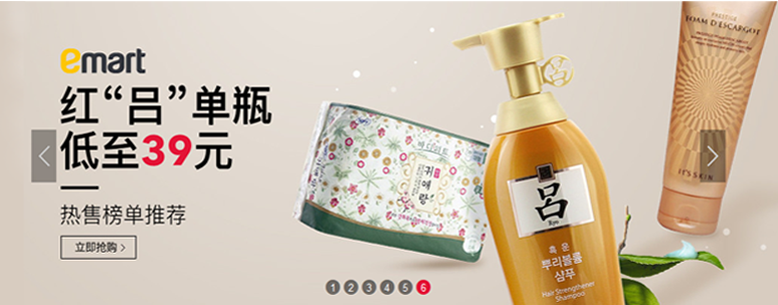 emart
红“吕”单瓶
低至39元
热售榜单推荐
立即抢购 >
귀애랑
呂
Ryo
흑운
뿌리볼륨
샴푸
Hair Strengthener
Shampoo
呂
PRESTIGE
FOAM D'ESCARGOT
It'S SKIN
1 2 3 4 5 6